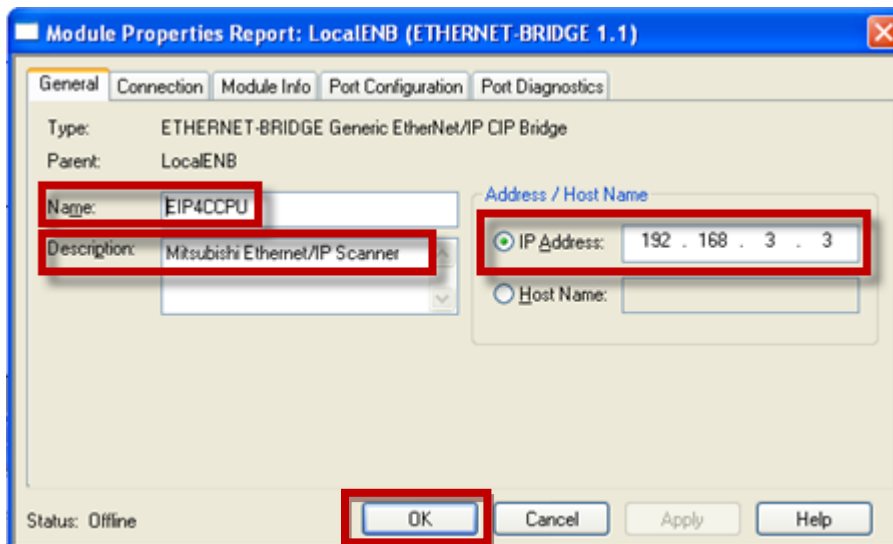 Module Properties Report: LocalENB (ETHERNET-BRIDGE 1.1)
General Connection Module Info Port Configuration Port Diagnostics
Type: ETHERNET-BRIDGE Generic EtherNet/IP CIP Bridge
Parent: LocalENB
Address / Host Name
Name: EIP4CCPU
IP Address: 192 . 168 . 3 . 3
Description: Mitsubishi Ethernet/IP Scanner
Host Name:
Status: Offline OK Cancel Apply Help